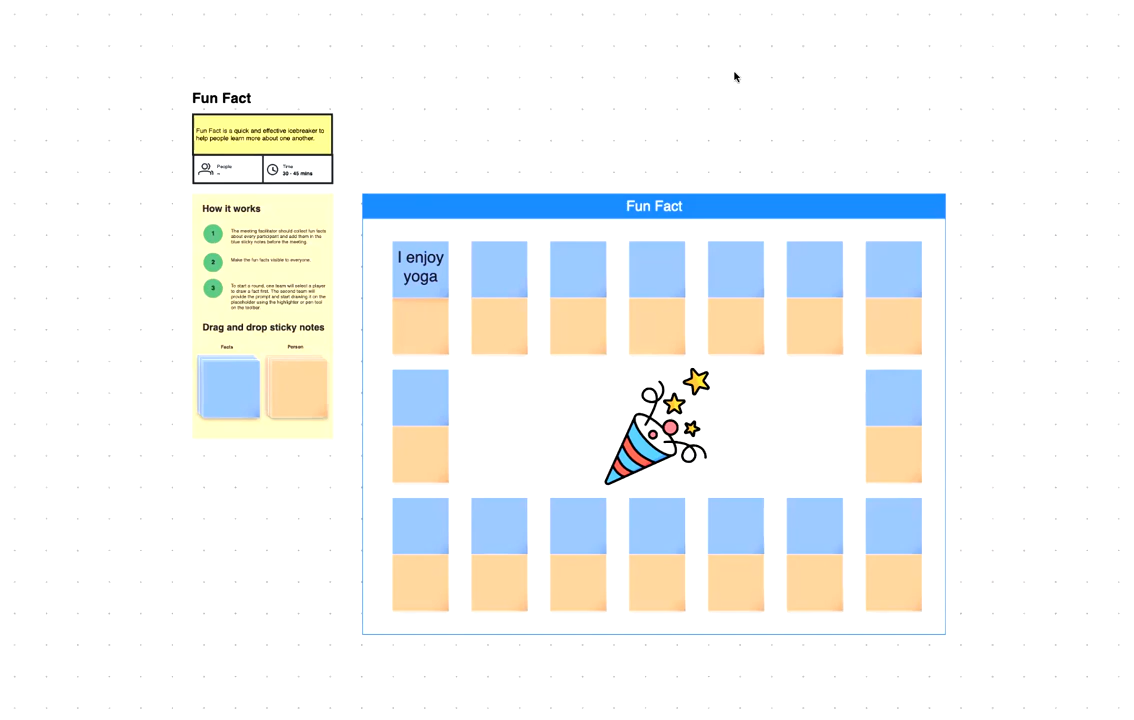 Fun Fact
Fun Fact is a quick and effective icebreaker to
help people learn more about one another.
People
–
Time
30 - 45 mins
How it works
1
The meeting facilitator should collect fun facts
about every participant and add them in the
blue sticky notes before the meeting.
2
Make the fun facts visible to everyone.
3
To start a round, one team will select a player
to draw a fact first. The second team will
provide the prompt and start drawing it on the
placeholder using the highlighter or pen tool
on the toolbar.
Drag and drop sticky notes
Facts
Person
Fun Fact
I enjoy
yoga